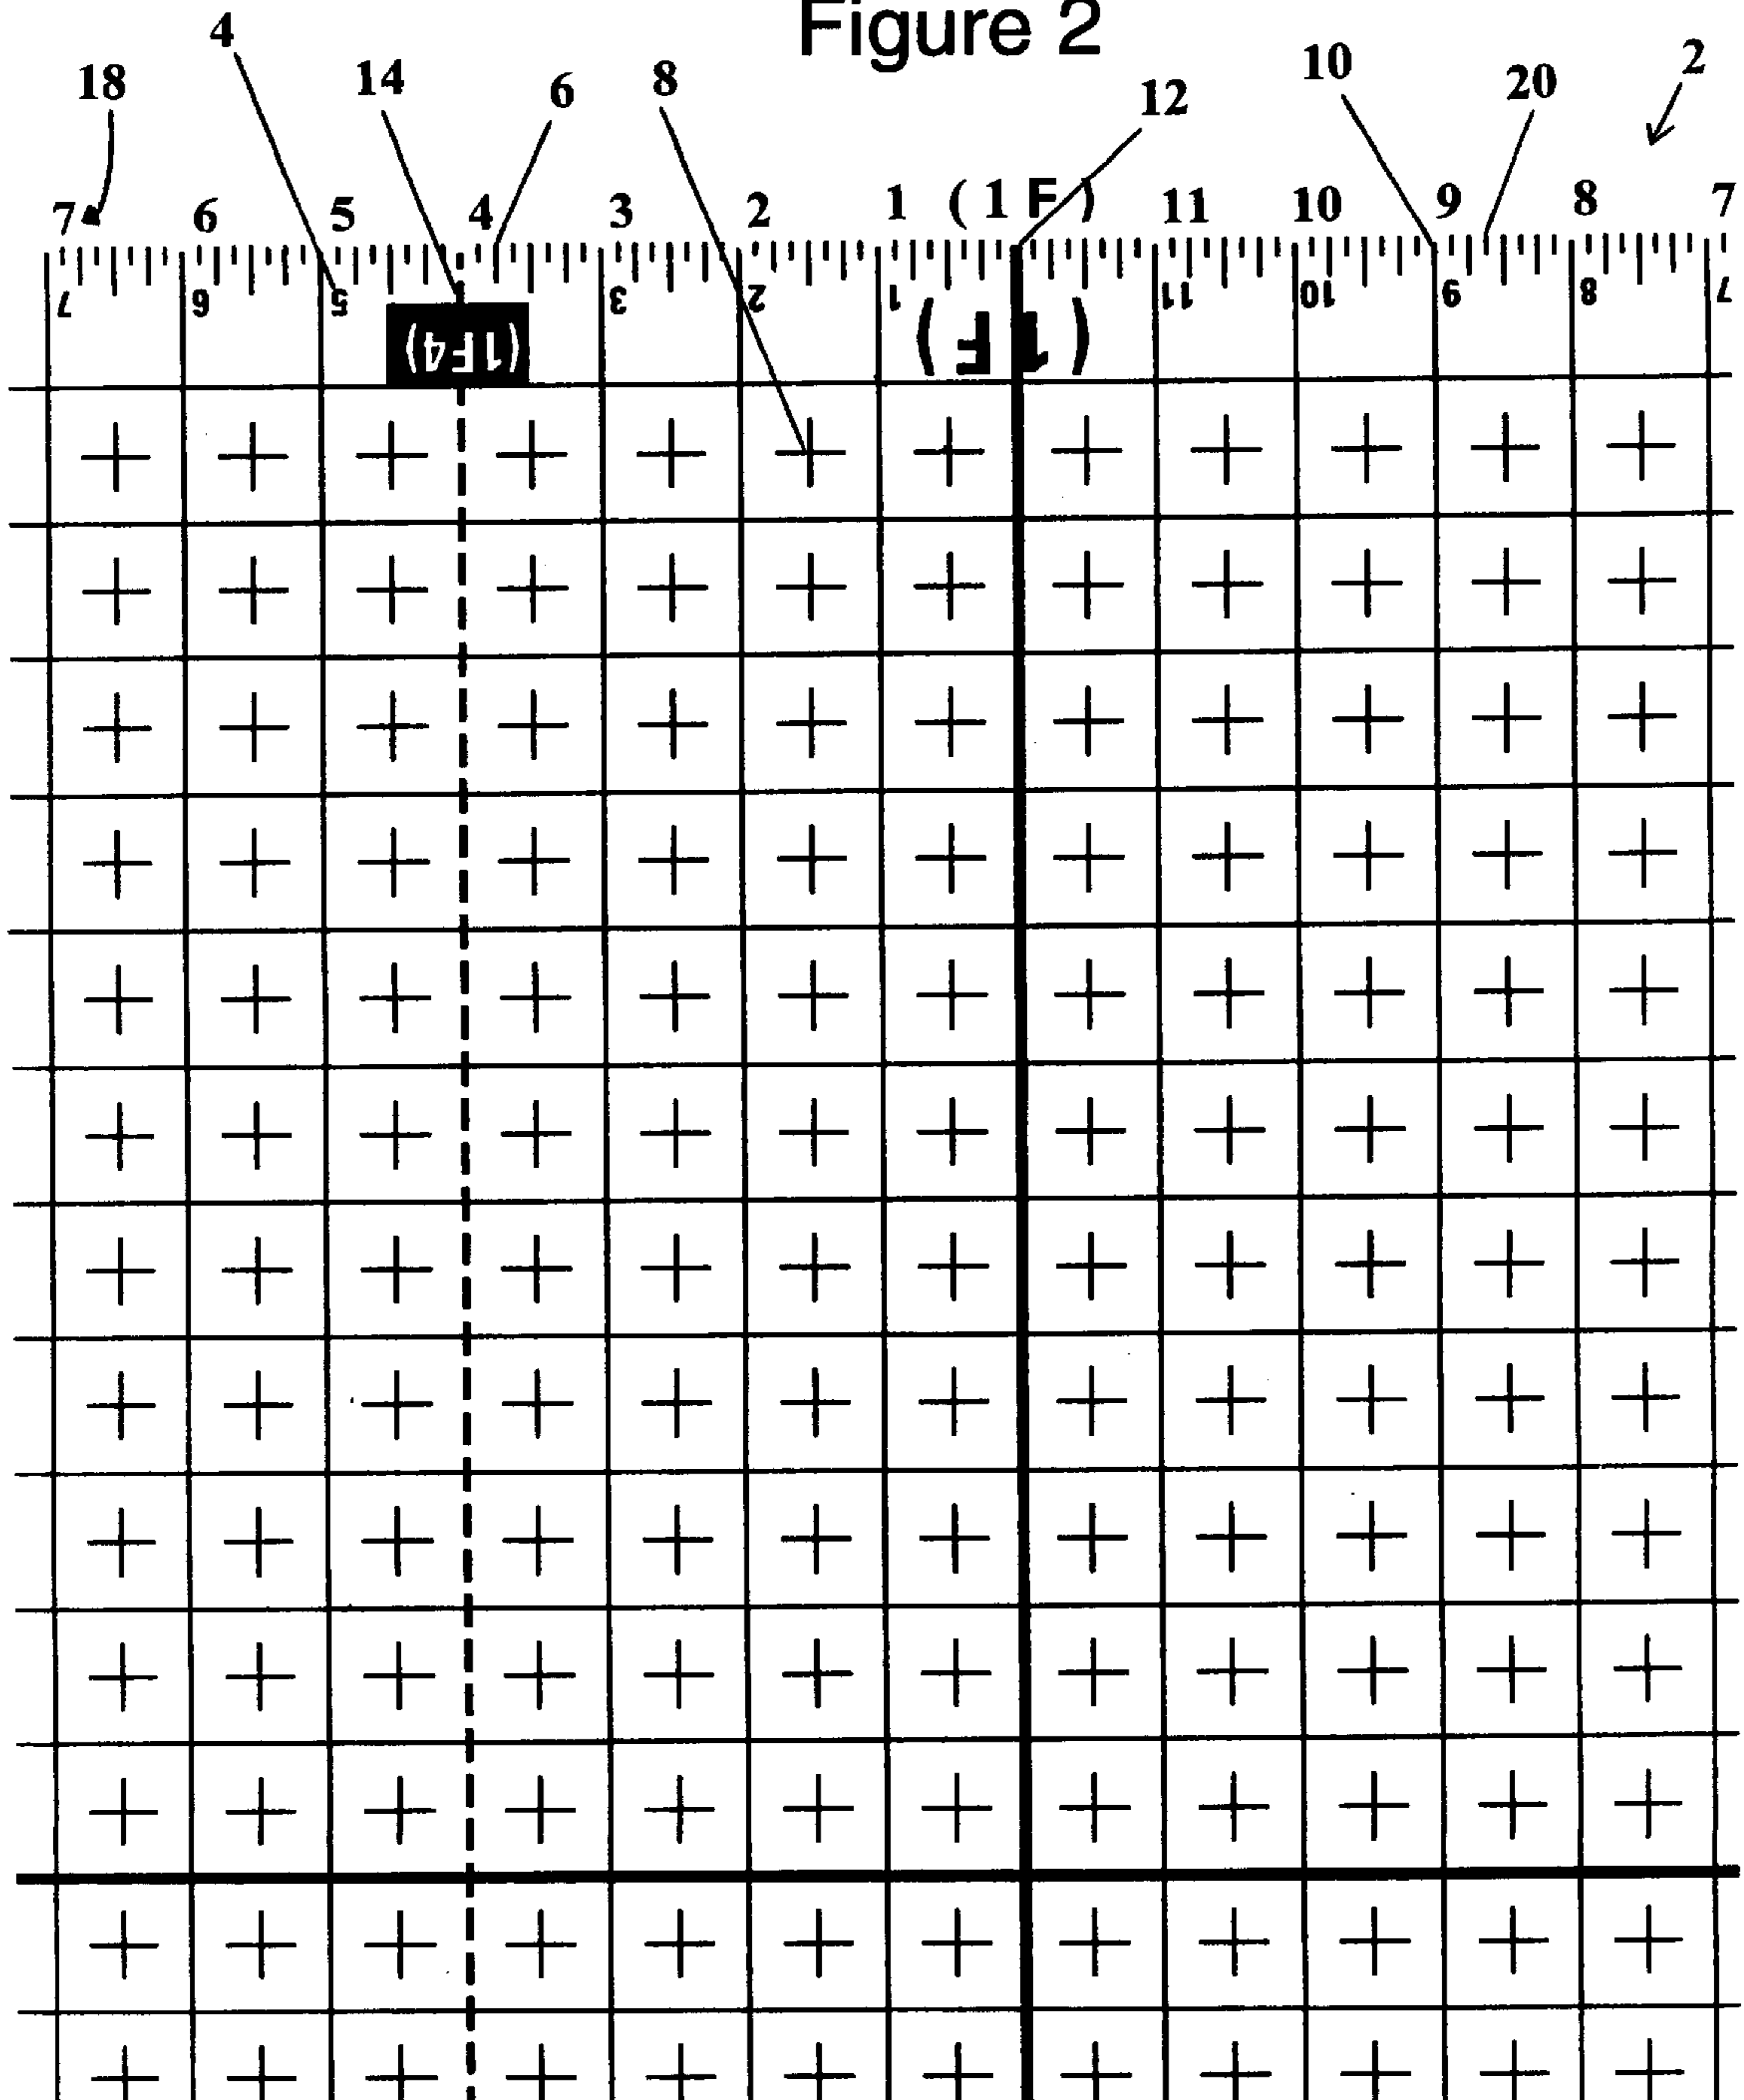 Figure 2
4 18 14 6 8 12 10 20 2
7 6 5 4 3 2 1 (1F) 11 10 9 8 7
7 6 5 3 2 1 11 10 9 8 7
(1F4) (1F)